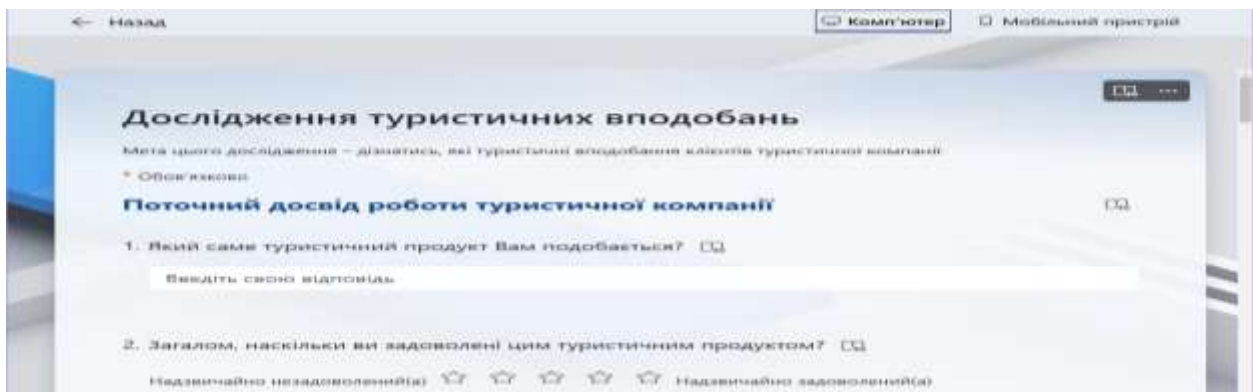 ← Назад
Комп'ютер
Мобільний пристрій
Дослідження туристичних вподобань
Мета цього дослідження – дізнатись, які туристичні вподобання клієнтів туристичної компанії
* Обов'язково
Поточний досвід роботи туристичної компанії
1. Який саме туристичний продукт Вам подобається?
Введіть свою відповідь
2. Загалом, наскільки ви задоволені цим туристичним продуктом?
Надзвичайно незадоволений(а) ☆ ☆ ☆ ☆ ☆ Надзвичайно задоволений(а)